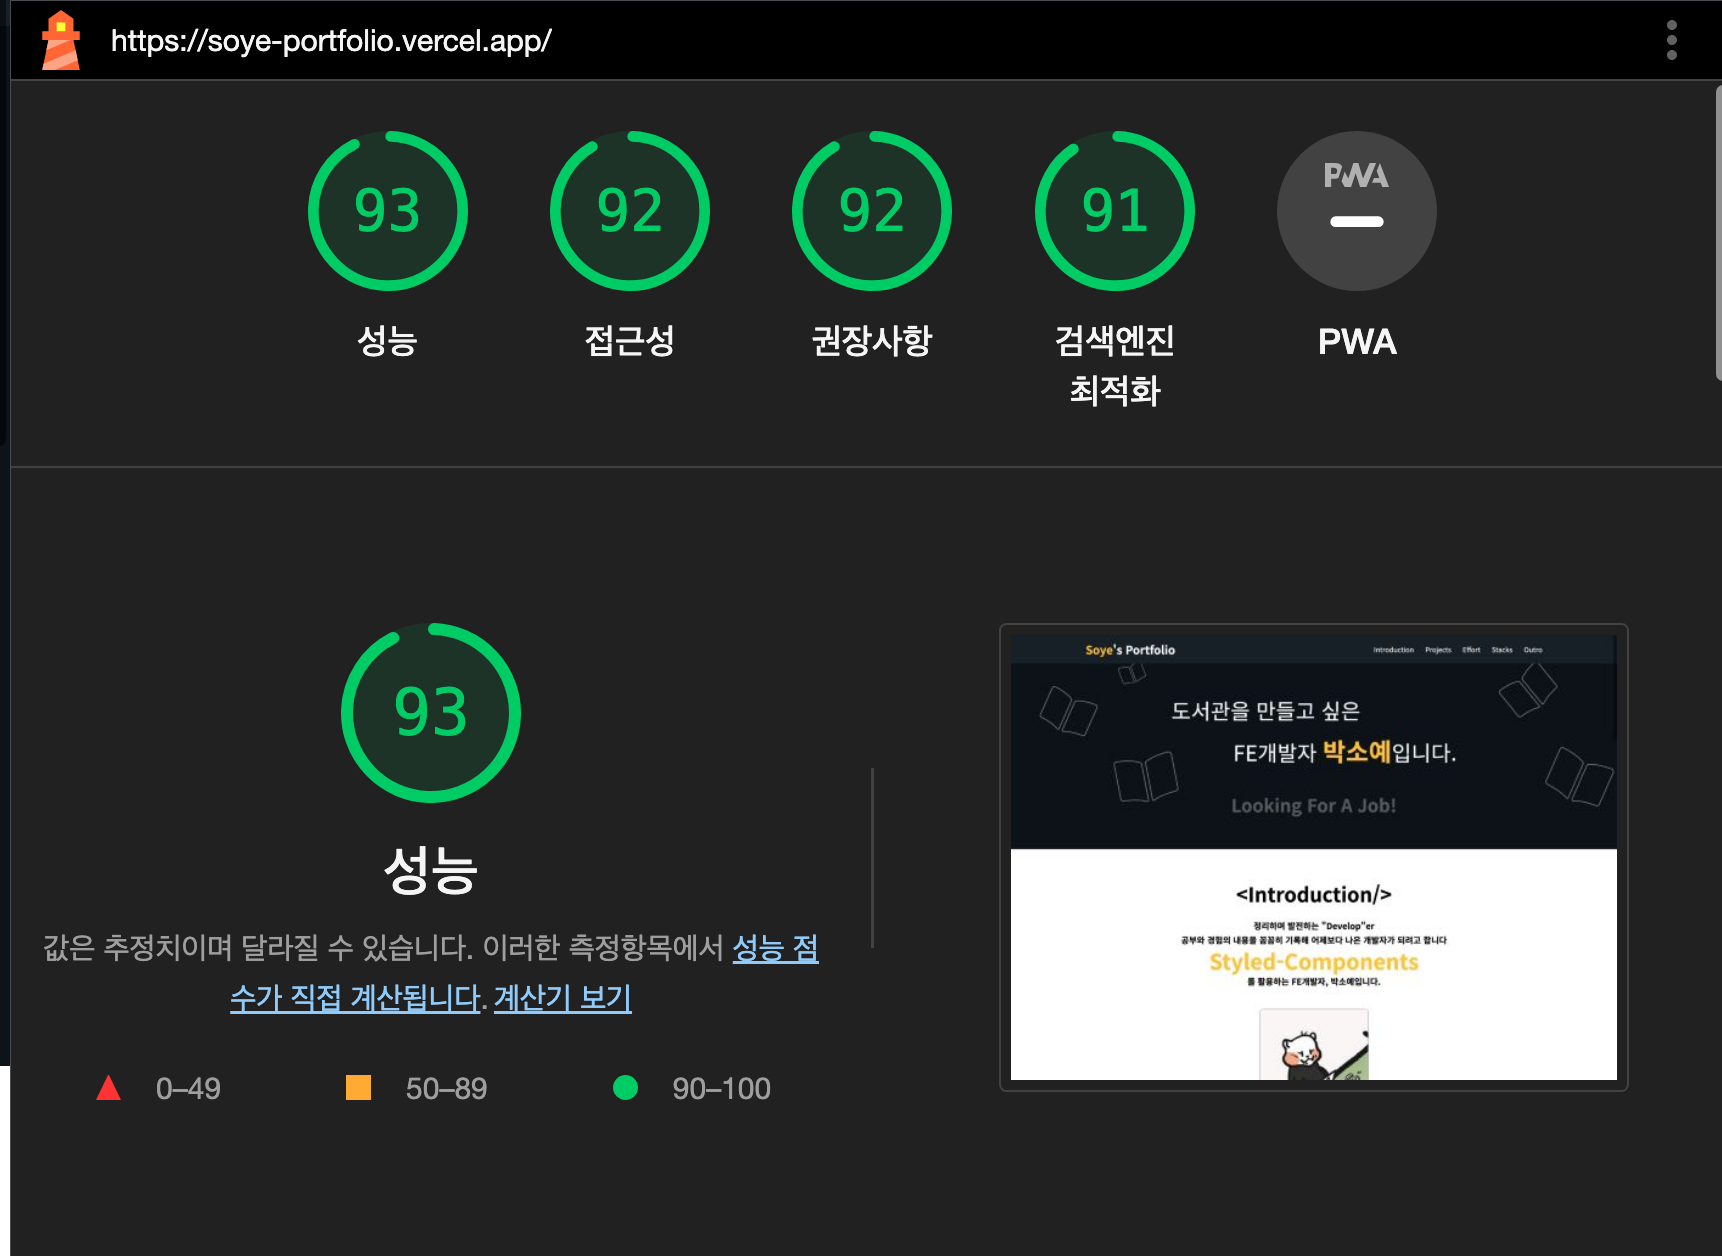 https://soye-portfolio.vercel.app/
93
92
92
91
PWA
성능
접근성
권장사항
검색엔진
최적화
PWA
93
성능
값은 추정치이며 달라질 수 있습니다. 이러한 측정항목에서 성능 점
수가 직접 계산됩니다. 계산기 보기
0–49
50–89
90–100
Soye's Portfolio
Introduction Projects Effort Stacks Outro
도서관을 만들고 싶은
FE개발자 박소예입니다.
Looking For A Job!
<Introduction/>
정리하며 발전하는 "Develop"er
공부와 경험의 내용을 꼼꼼히 기록해 어제보다 나은 개발자가 되려고 합니다
Styled-Components
를 활용하는 FE개발자, 박소예입니다.